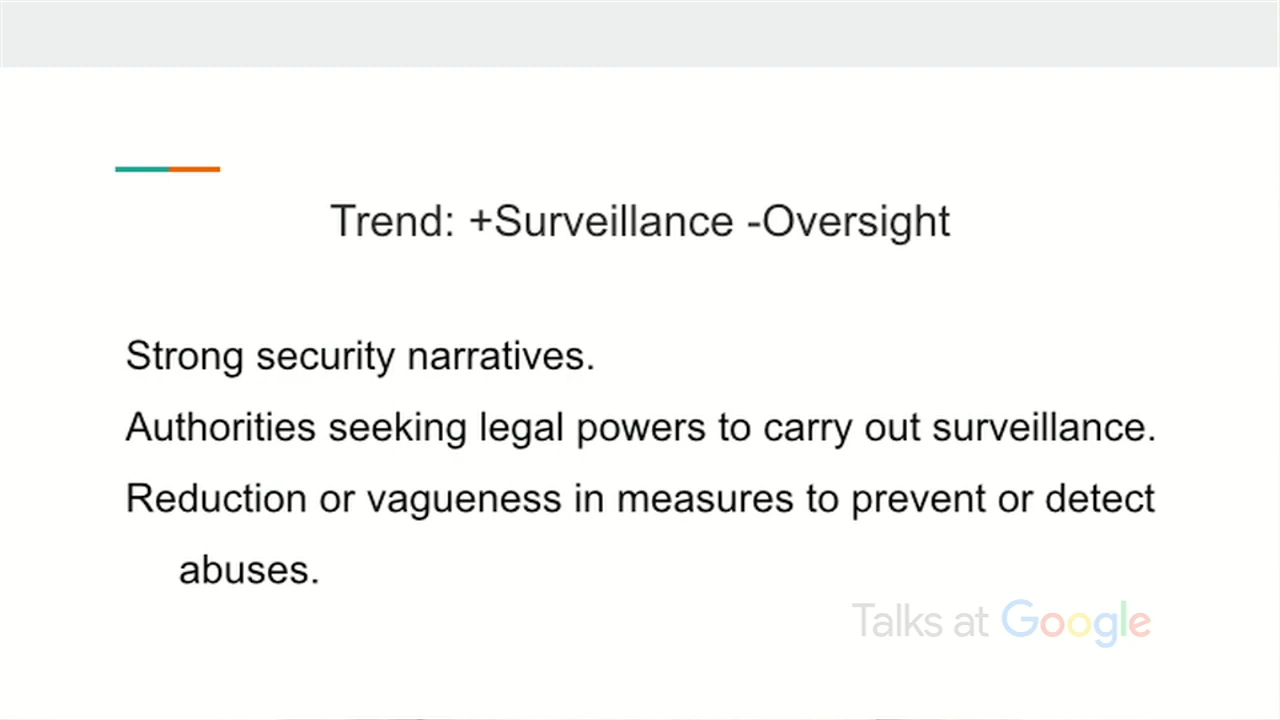 Trend: +Surveillance -Oversight
Strong security narratives.
Authorities seeking legal powers to carry out surveillance.
Reduction or vagueness in measures to prevent or detect
abuses.
Talks at Google